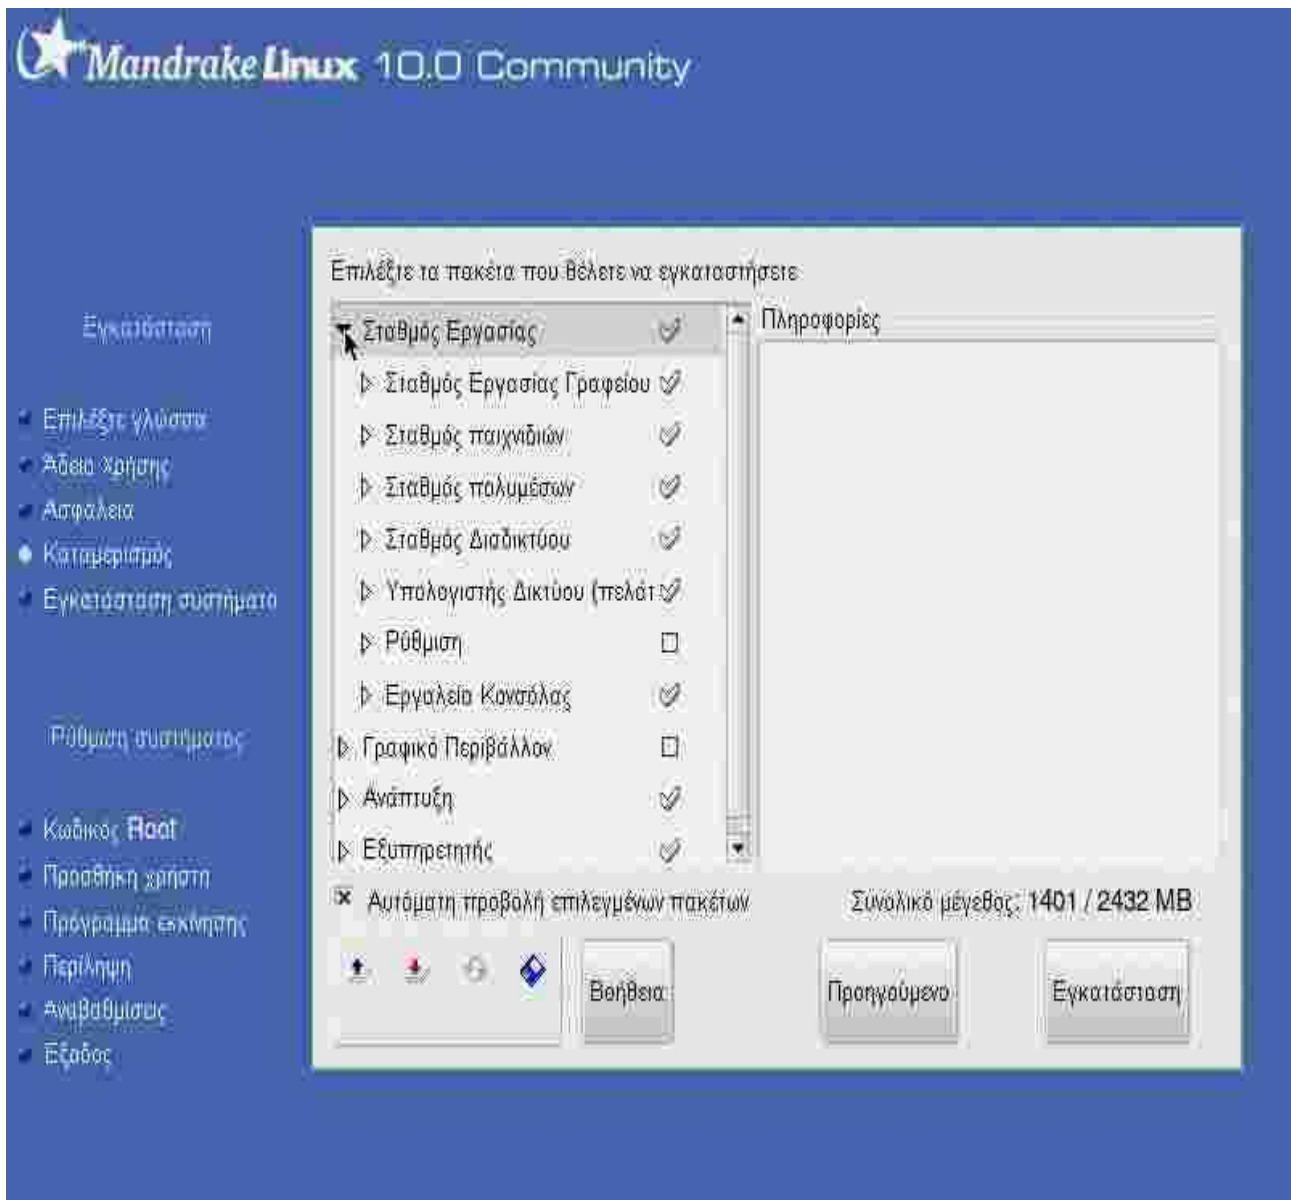 MandrakeLinux 10.0 Community
Επιλέξτε τα πακέτα που θέλετε να εγκαταστήσετε
Εγκατάσταση
Επιλέξτε γλώσσα
Άδεια Χρήσης
Ασφάλεια
Καταμερισμός
Εγκατάσταση συστήματο
Ρύθμιση συστήματος
Κωδικός Root
Προσθήκη χρήστη
Πρόγραμμα εκκίνησης
Περίληψη
Αναβαθμίσεις
Έξοδος
Σταθμός Εργασίας
Σταθμός Εργασίας Γραφείου
Σταθμός παιχνιδιών
Σταθμός πολυμέσων
Σταθμός Διαδικτύου
Υπολογιστής Δικτύου (πελάτ
Ρύθμιση
Εργαλεία Κονσόλας
Γραφικό Περιβάλλον
Ανάπτυξη
Εξυπηρετητής
Πληροφορίες
Αυτόματη προβολή επιλεγμένων πακέτων
Συνολικό μέγεθος: 1401 / 2432 MB
Βοήθεια
Προηγούμενο
Εγκατάσταση